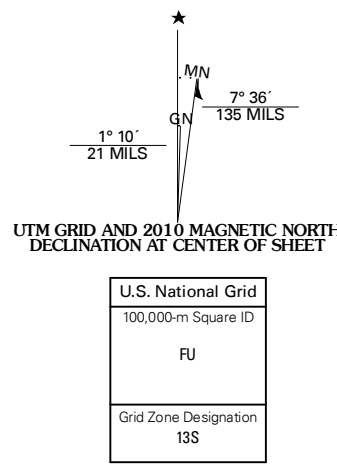 ★
MN
GN
7° 36´
135 MILS
1° 10´
21 MILS
UTM GRID AND 2010 MAGNETIC NORTH
DECLINATION AT CENTER OF SHEET
U.S. National Grid
100,000-m Square ID
FU
Grid Zone Designation
13S